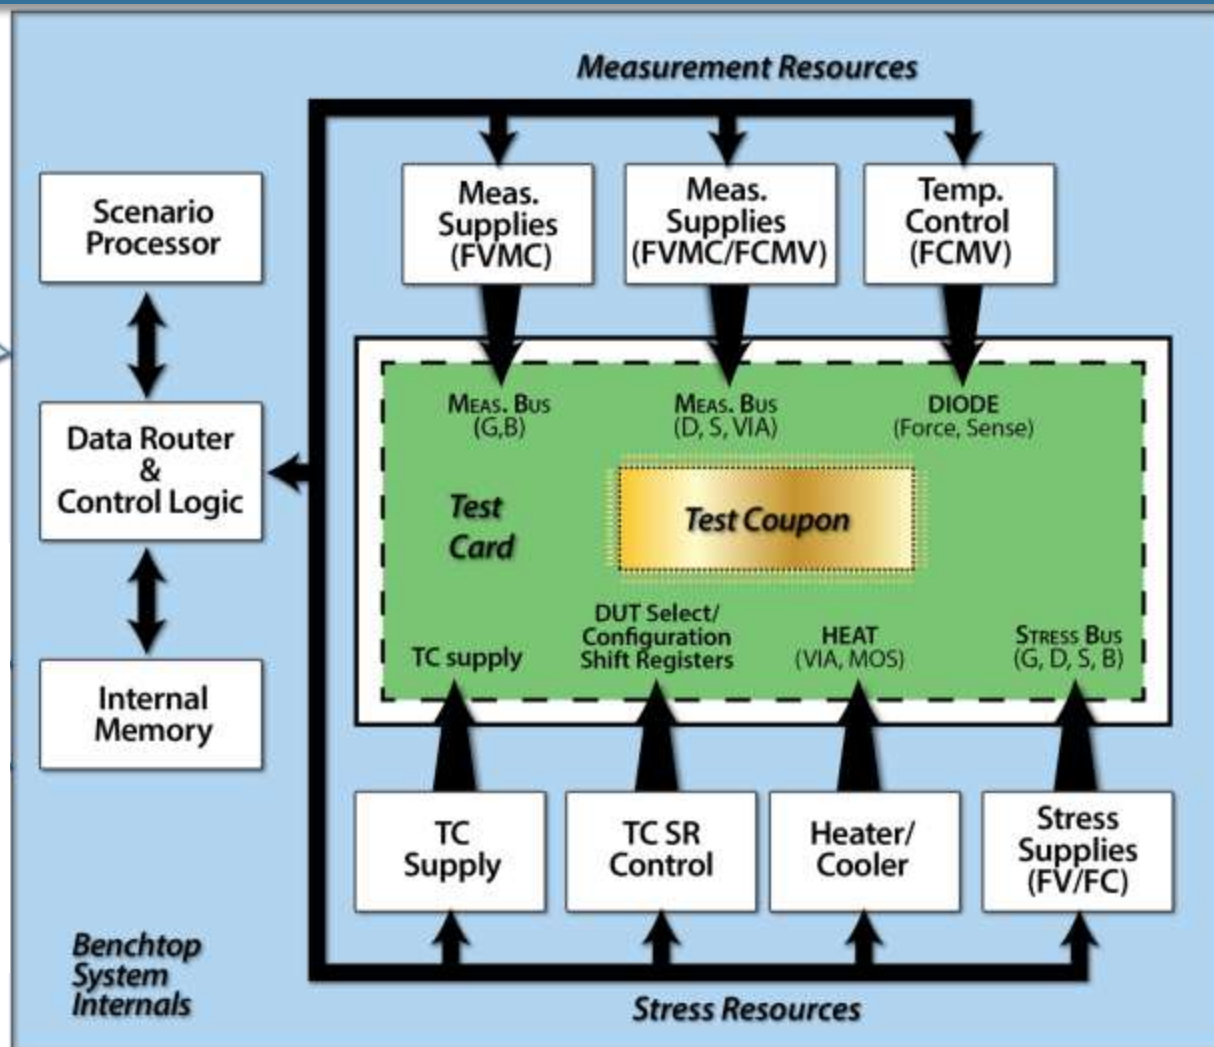 Measurement Resources
Scenario
Processor
Data Router
&
Control Logic
Internal
Memory
Meas.
Supplies
(FVMC)
Meas.
Supplies
(FVMC/FCMV)
Temp.
Control
(FCMV)
MEAS. BUS
(G,B)
MEAS. BUS
(D, S, VIA)
DIODE
(Force, Sense)
Test
Card
Test Coupon
TC supply
DUT Select/
Configuration
Shift Registers
HEAT
(VIA, MOS)
STRESS BUS
(G, D, S, B)
TC
Supply
TC SR
Control
Heater/
Cooler
Stress
Supplies
(FV/FC)
Benchtop
System
Internals
Stress Resources